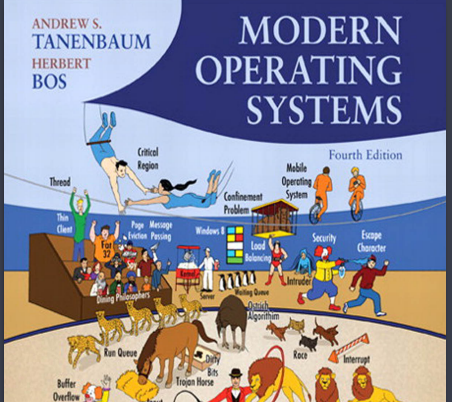 ANDREW S.
TANENBAUM
HERBERT
BOS
MODERN
OPERATING
SYSTEMS
Fourth Edition
Critical
Region
Mobile
Operating
System
Thread
Confinement
Problem
Thin
Client
Page
Eviction
Message
Passing
Windows 8
Load
Balancing
Security
Escape
Character
For
32
Kernel
Server
Waiting Queue
Intruder
Dining Philosophers
Ostrich
Algorithm
Run Queue
Dirty
Bits
Trojan Horse
Race
Interrupt
Buffer
Overflow